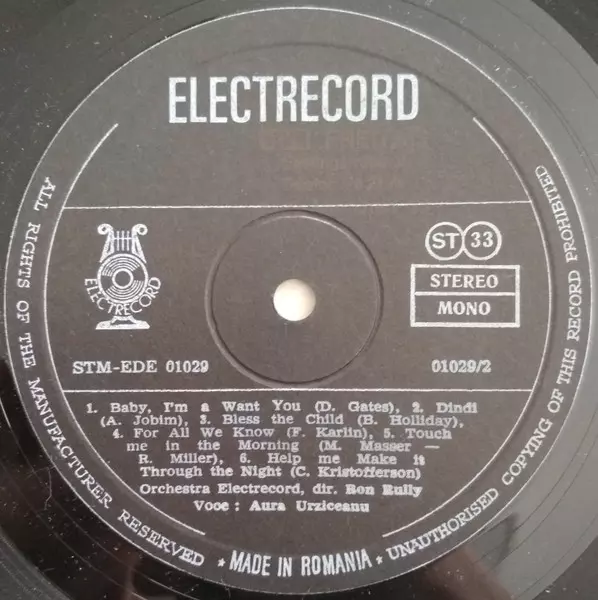 ELECTRECORD
ELECTRECORD
ST 33
STEREO
MONO
STM-EDE 01029
01029/2
1. Baby, I'm a Want You (D. Gates), 2. Dindi
(A. Jobim), 3. Bless the Child (B. Holliday),
4. For All We Know (F. Karlin), 5. Touch
me in the Morning (M. Masser —
R. Miller), 6. Help me Make is
Through the Night (C. Kristofferson)
Orchestra Electrecord, dir. Ron Rully
Voce: Aura Urziceanu
ALL RIGHTS OF THE MANUFACTURER RESERVED ★ MADE IN ROMANIA ★ UNAUTHORISED COPYING OF THIS RECORD PROHIBITED